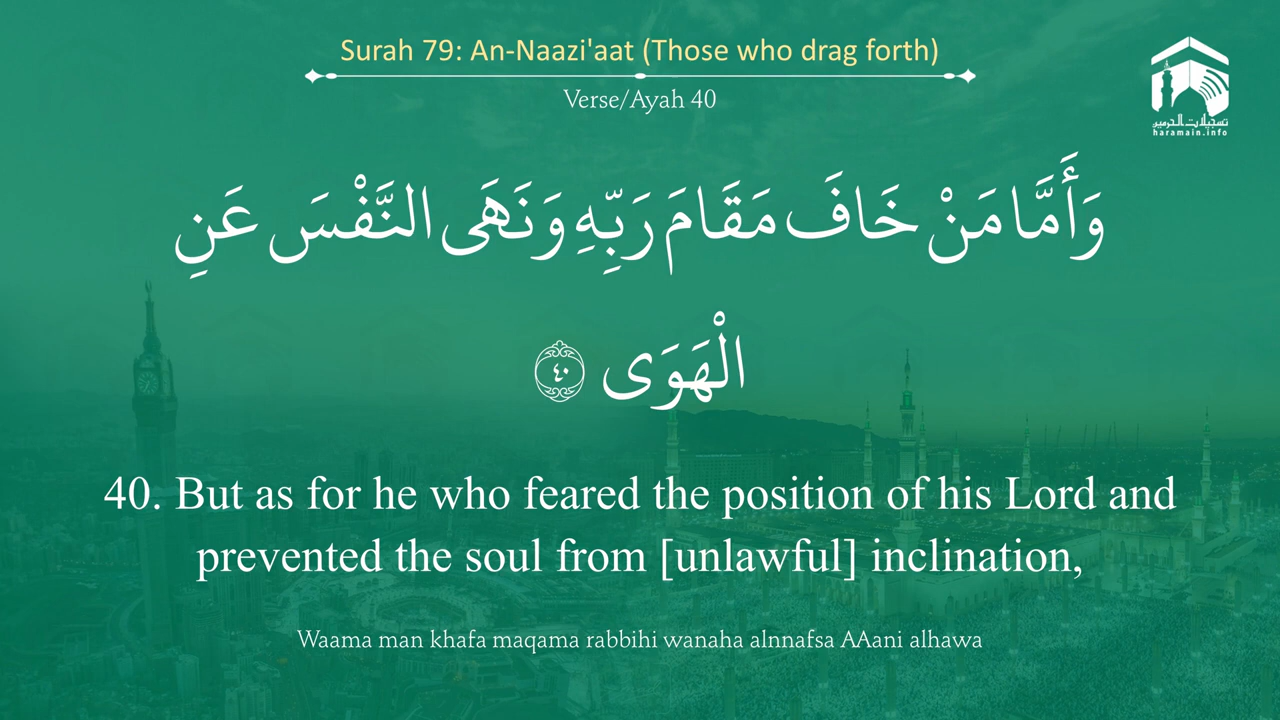 Surah 79: An-Naazi'aat (Those who drag forth)
Verse/Ayah 40
تسجيلات الحرمين
haramain.info
وَأَمَّا مَنْ خَافَ مَقَامَ رَبِّهِ وَنَهَى النَّفْسَ عَنِ
الْهَوَى ٤٠
40. But as for he who feared the position of his Lord and
prevented the soul from [unlawful] inclination,
Waama man khafa maqama rabbihi wanaha alnnafsa AAani alhawa